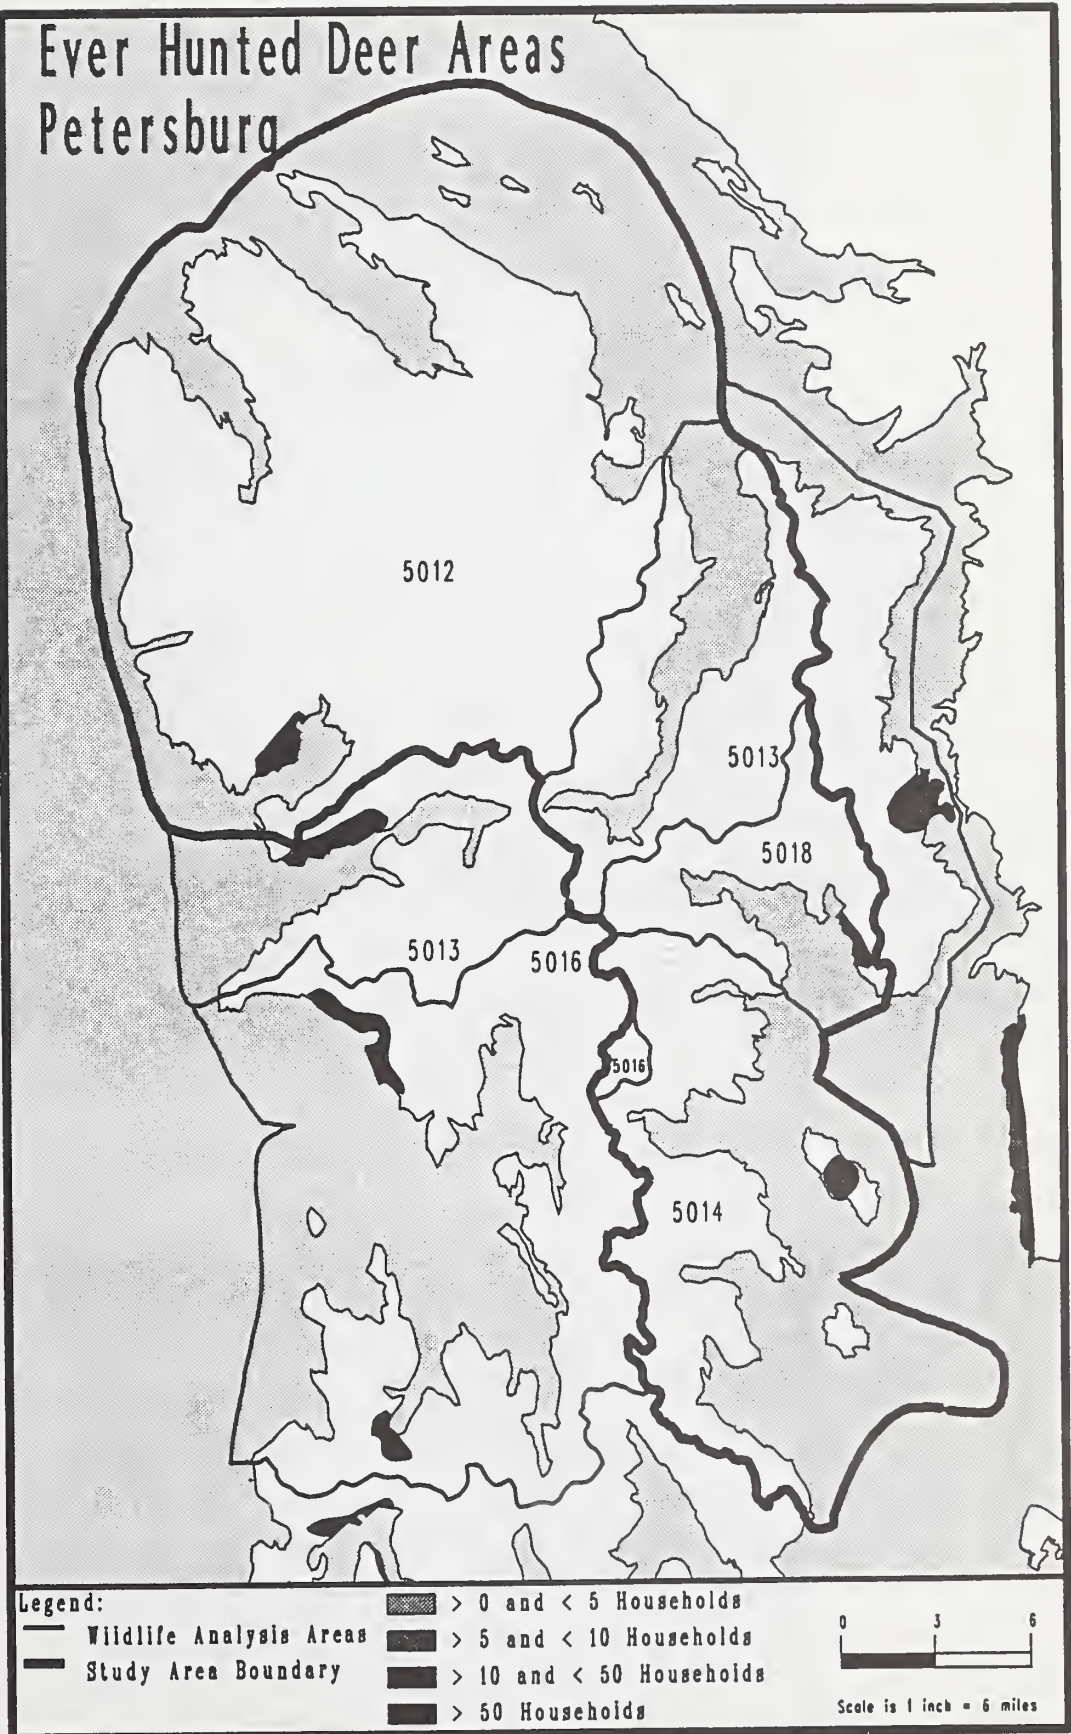 Ever Hunted Deer Areas
Petersburg
5012
5013
5018
5013
5016
5016
5014
Legend:
Wildlife Analysis Areas
Study Area Boundary
> 0 and < 5 Households
> 5 and < 10 Households
> 10 and < 50 Households
> 50 Households
0 3 6
Scale is 1 inch = 6 miles